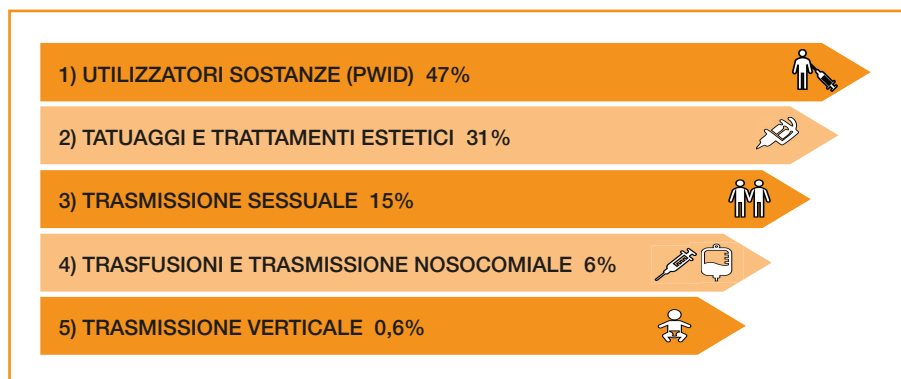 1) UTILIZZATORI SOSTANZE (PWID) 47%
2) TATUAGGI E TRATTAMENTI ESTETICI 31%
3) TRASMISSIONE SESSUALE 15%
4) TRASFUSIONI E TRASMISSIONE NOSOCOMIALE 6%
5) TRASMISSIONE VERTICALE 0,6%